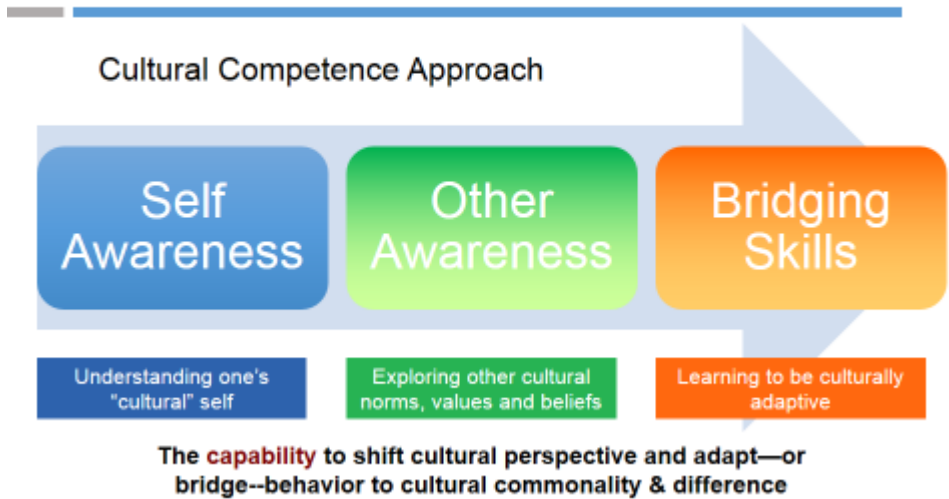 Cultural Competence Approach
Self
Awareness
Other
Awareness
Bridging
Skills
Understanding one's
"cultural" self
Exploring other cultural
norms, values and beliefs
Learning to be culturally
adaptive
The capability to shift cultural perspective and adapt—or
bridge--behavior to cultural commonality & difference